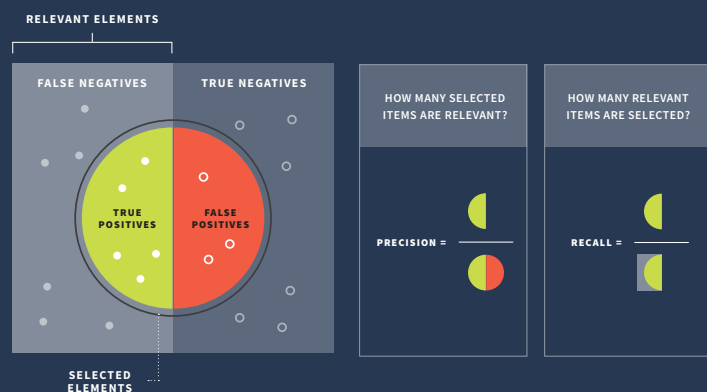 RELEVANT ELEMENTS
FALSE NEGATIVES
TRUE NEGATIVES
TRUE
POSITIVES
FALSE
POSITIVES
SELECTED
ELEMENTS
HOW MANY SELECTED
ITEMS ARE RELEVANT?
PRECISION =
HOW MANY RELEVANT
ITEMS ARE SELECTED?
RECALL =